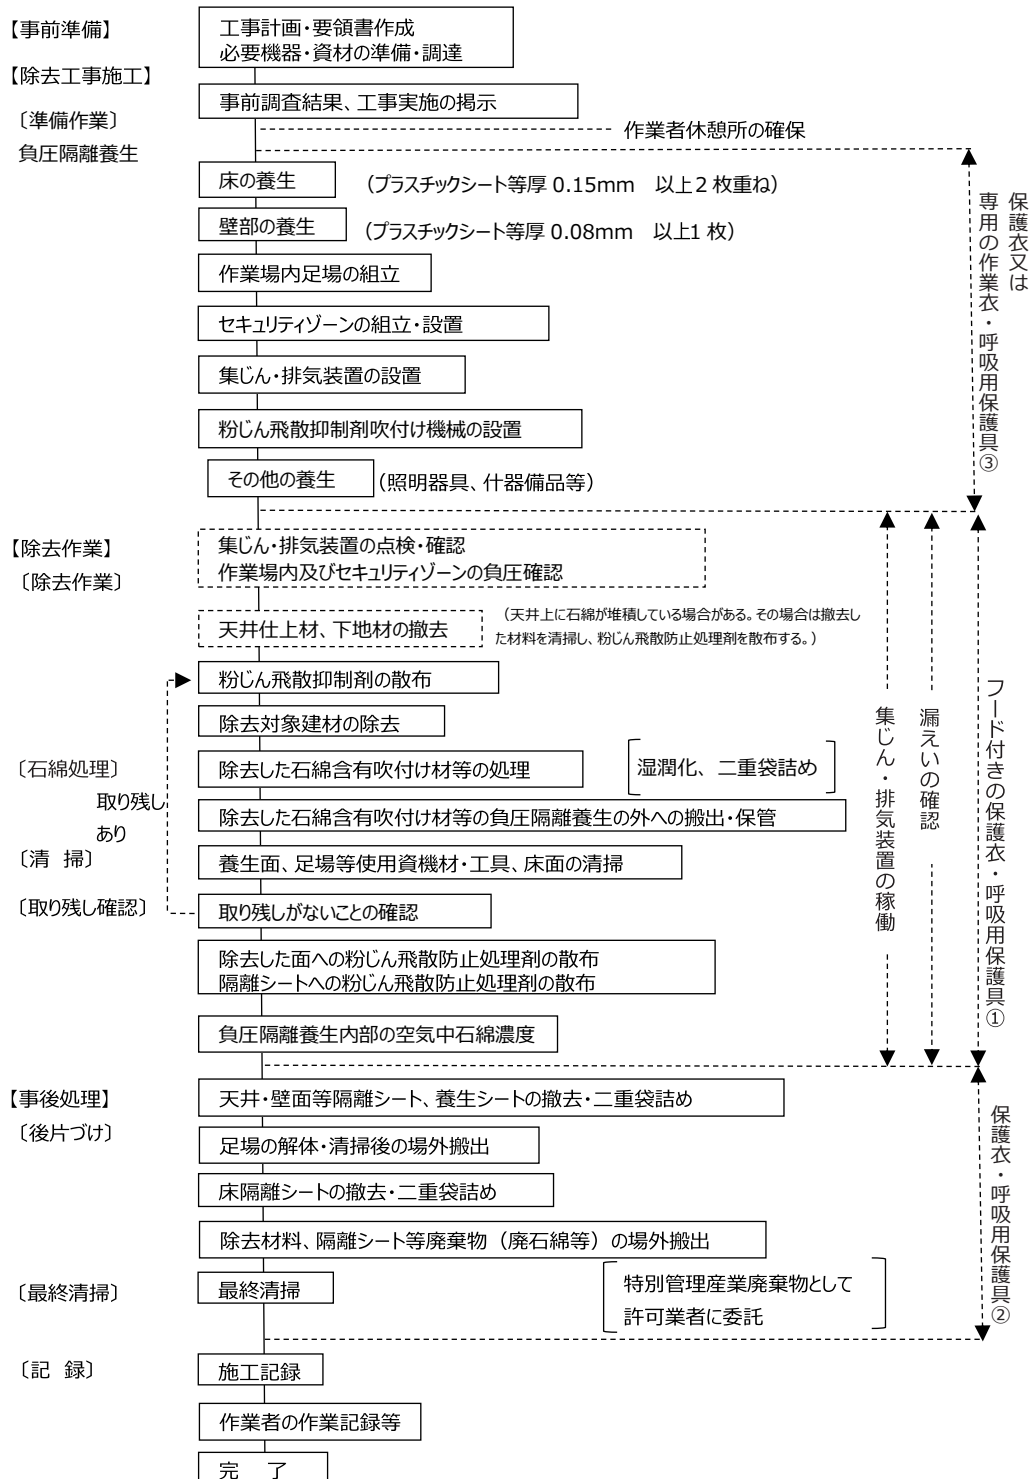 【事前準備】
工事計画・要領書作成
必要機器・資材の準備・調達
【除去工事施工】
事前調査結果、工事実施の掲示
〔準備作業〕
作業者休憩所の確保
負圧隔離養生
床の養生
(プラスチックシート等厚 0.15mm　以上2 枚重ね)
壁部の養生
(プラスチックシート等厚 0.08mm　以上1 枚)
作業場内足場の組立
セキュリティゾーンの組立・設置
集じん・排気装置の設置
粉じん飛散抑制剤吹付け機械の設置
その他の養生
(照明器具、什器備品等)
保護衣又は
専用の作業衣・呼吸用保護具③
【除去作業】
〔除去作業〕
集じん・排気装置の点検・確認
作業場内及びセキュリティゾーンの負圧確認
天井仕上材、下地材の撤去
(天井上に石綿が堆積している場合がある。その場合は撤去し
た材料を清掃し、粉じん飛散防止処理剤を散布する。)
粉じん飛散抑制剤の散布
除去対象建材の除去
〔石綿処理〕
除去した石綿含有吹付け材等の処理
湿潤化、二重袋詰め
取り残し
あり
除去した石綿含有吹付け材等の負圧隔離養生の外への搬出・保管
〔清 掃〕
養生面、足場等使用資機材・工具、床面の清掃
〔取り残し確認〕
取り残しがないことの確認
除去した面への粉じん飛散防止処理剤の散布
隔離シートへの粉じん飛散防止処理剤の散布
負圧隔離養生内部の空気中石綿濃度
集じん・排気装置の稼働
漏えいの確認
フード付きの保護衣・呼吸用保護具①
【事後処理】
〔後片づけ〕
天井・壁面等隔離シート、養生シートの撤去・二重袋詰め
足場の解体・清掃後の場外搬出
床隔離シートの撤去・二重袋詰め
除去材料、隔離シート等廃棄物（廃石綿等）の場外搬出
〔最終清掃〕
最終清掃
特別管理産業廃棄物として
許可業者に委託
保護衣・呼吸用保護具②
〔記 録〕
施工記録
作業者の作業記録等
完　了